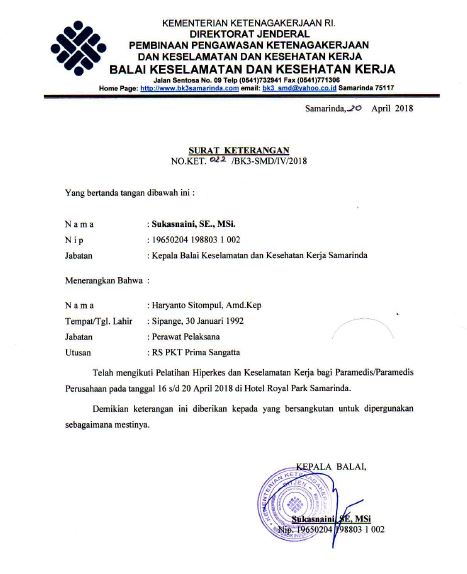 KEMENTERIAN KETENAGAKERJAAN RI.
DIREKTORAT JENDERAL
PEMBINAAN PENGAWASAN KETENAGAKERJAAN
DAN KESELAMATAN DAN KESEHATAN KERJA
BALAI KESELAMATAN DAN KESEHATAN KERJA
Jalan Sentosa No. 09 Telp (0541)732941 Fax (0541)771306
Home Page: http://www.bk3samarinda.com email: bk3_smd@yahoo.co.id Samarinda 75117
Samarinda, 20 April 2018
SURAT KETERANGAN
NO.KET. 022 /BK3-SMD/IV/2018
Yang bertanda tangan dibawah ini :
N a m a : Sukasnaini, SE., MSi.
N i p : 19650204 198803 1 002
Jabatan : Kepala Balai Keselamatan dan Kesehatan Kerja Samarinda
Menerangkan Bahwa :
N a m a : Haryanto Sitompul, Amd.Kep
Tempat/Tgl. Lahir : Sipange, 30 Januari 1992
Jabatan : Perawat Pelaksana
Utusan : RS PKT Prima Sangatta
Telah mengikuti Pelatihan Hiperkes dan Keselamatan Kerja bagi Paramedis/Paramedis
Perusahaan pada tanggal 16 s/d 20 April 2018 di Hotel Royal Park Samarinda.
Demikian keterangan ini diberikan kepada yang bersangkutan untuk dipergunakan
sebagaimana mestinya.
KEPALA BALAI,
Sukasnaini, SE, MSi
Nip. 19650204 198803 1 002